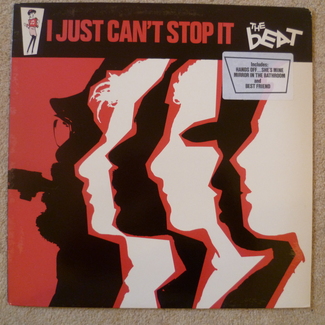 I JUST CAN'T STOP IT
THE BEAT
Includes:
HANDS OFF...SHE'S MINE
MIRROR IN THE BATHROOM
and
BEST FRIEND